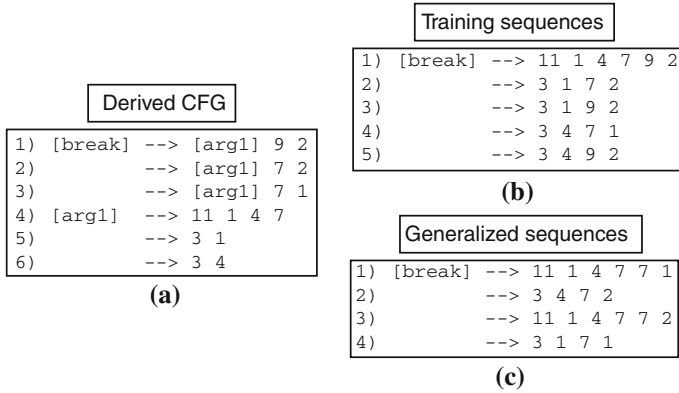 Derived CFG
1) [break] --> [arg1] 9 2
2) --> [arg1] 7 2
3) --> [arg1] 7 1
4) [arg1] --> 11 1 4 7
5) --> 3 1
6) --> 3 4
(a)
Training sequences
1) [break] --> 11 1 4 7 9 2
2) --> 3 1 7 2
3) --> 3 1 9 2
4) --> 3 4 7 1
5) --> 3 4 9 2
(b)
Generalized sequences
1) [break] --> 11 1 4 7 7 1
2) --> 3 4 7 2
3) --> 11 1 4 7 7 2
4) --> 3 1 7 1
(c)